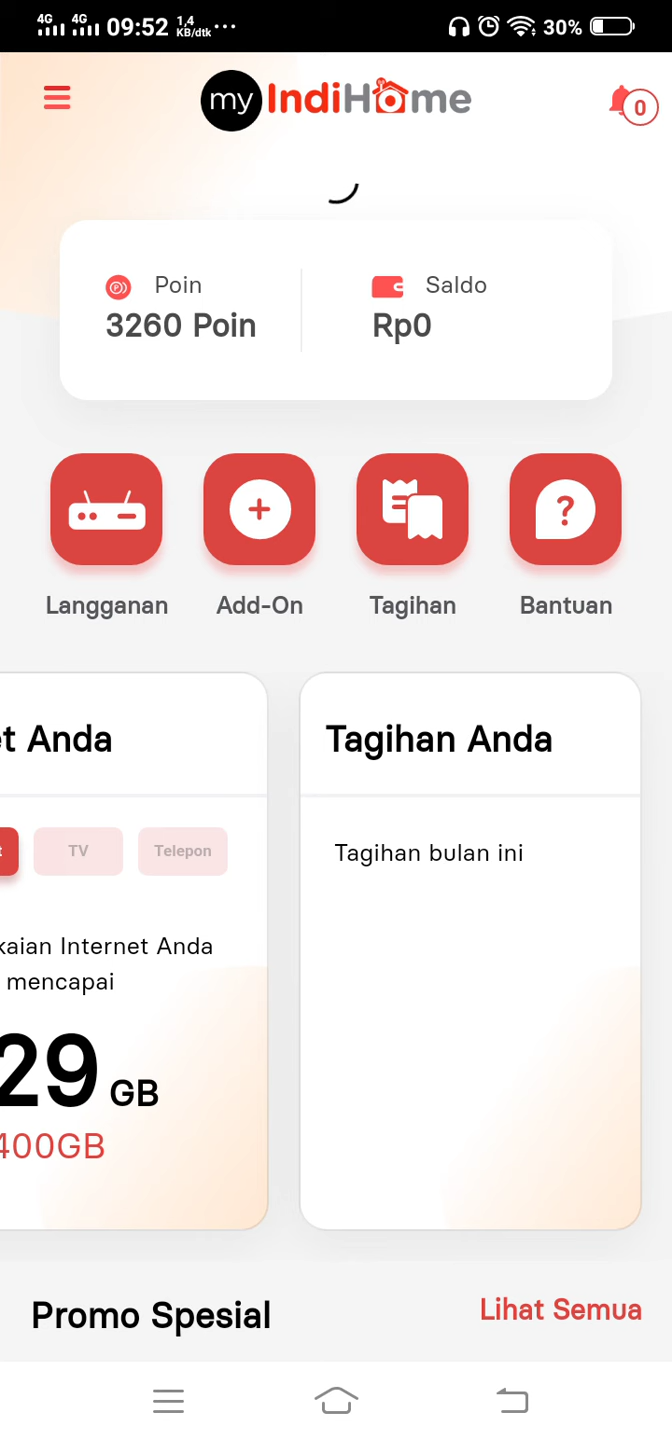 4G 4G 09:52 1,4 KB/dtk ... 30%
my IndiHome
0
Poin Saldo
3260 Poin Rp0
Langganan Add-On Tagihan Bantuan
Anda Tagihan Anda
TV Telepon
Tagihan bulan ini
Internet Anda
mencapai
29 GB
400GB
Promo Spesial Lihat Semua